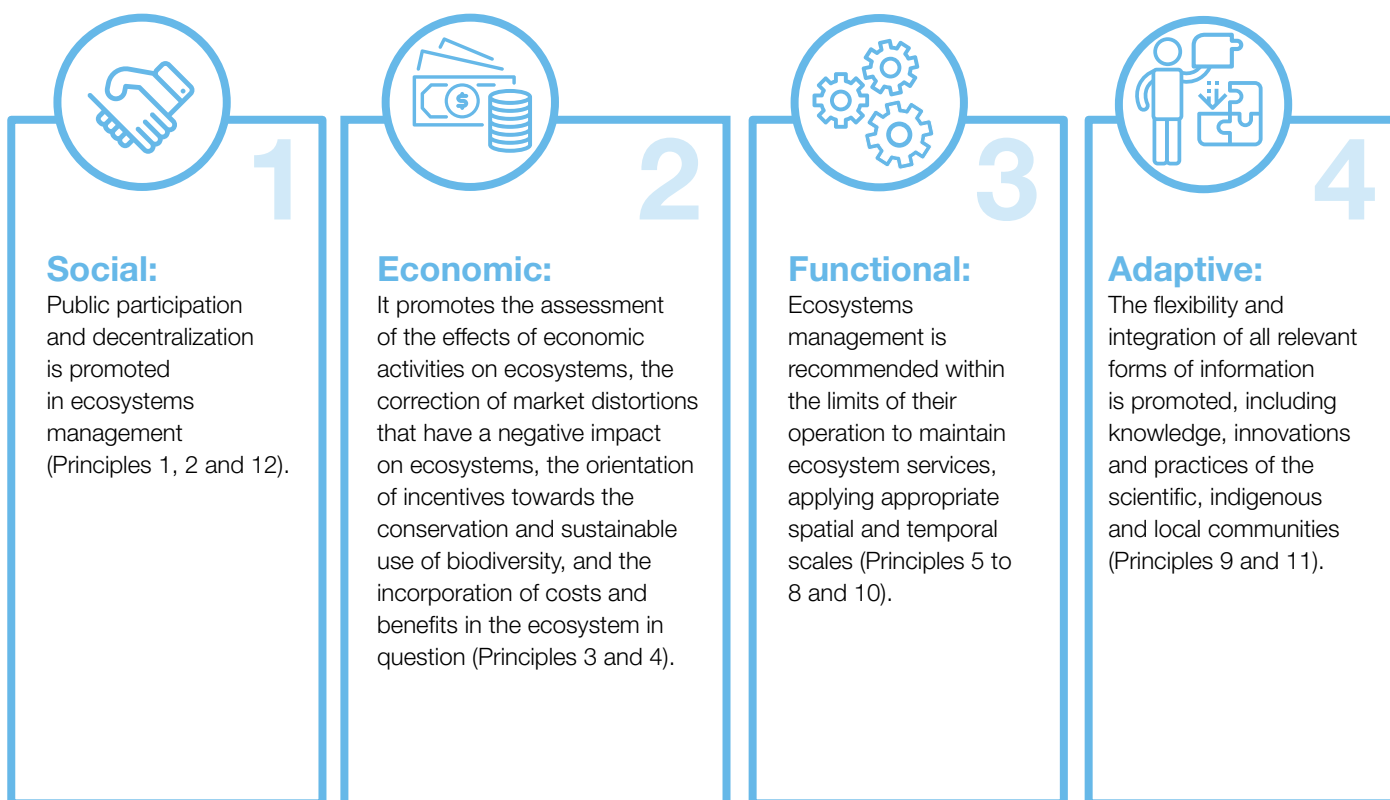 1
Social:
Public participation
and decentralization
is promoted
in ecosystems
management
(Principles 1, 2 and 12).
2
Economic:
It promotes the assessment
of the effects of economic
activities on ecosystems, the
correction of market distortions
that have a negative impact
on ecosystems, the orientation
of incentives towards the
conservation and sustainable
use of biodiversity, and the
incorporation of costs and
benefits in the ecosystem in
question (Principles 3 and 4).
3
Functional:
Ecosystems
management is
recommended within
the limits of their
operation to maintain
ecosystem services,
applying appropriate
spatial and temporal
scales (Principles 5 to
8 and 10).
4
Adaptive:
The flexibility and
integration of all relevant
forms of information
is promoted, including
knowledge, innovations
and practices of the
scientific, indigenous
and local communities
(Principles 9 and 11).
$